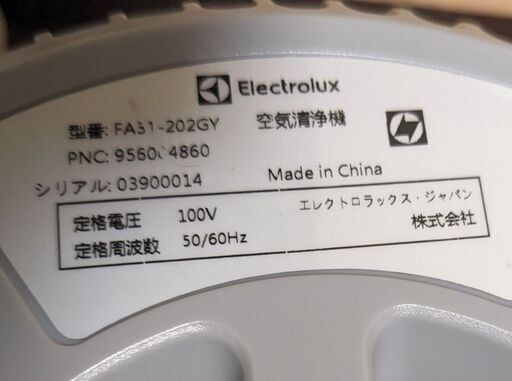 Electrolux
型番: FA31-202GY 空気清浄機
PNC: 4860
シリアル: 03900014 Made in China
定格電圧 100V
定格周波数 50/60Hz
エレクトロラックス・ジャパン
株式会社